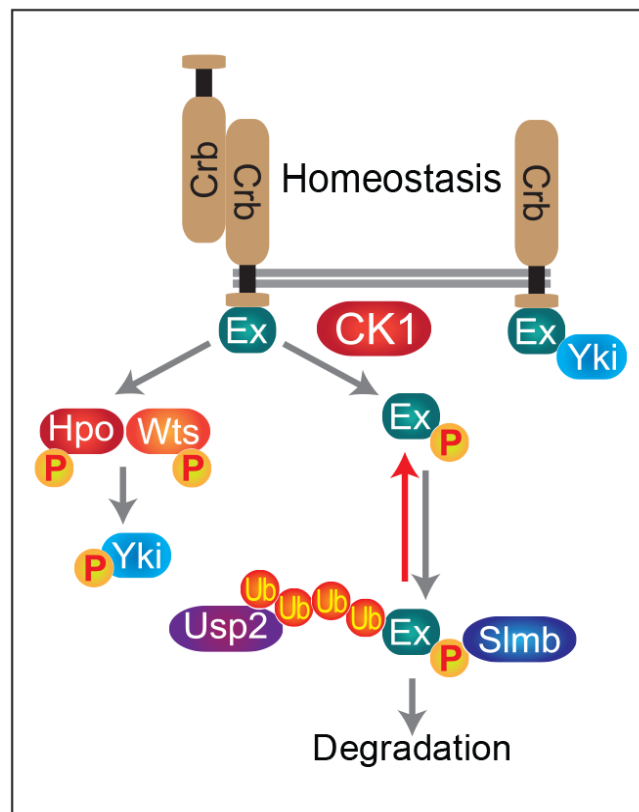 Crb
Crb
Homeostasis
Crb
Ex
CK1
Ex
Yki
Hpo
Wts
P
P
Ex
P
P
Yki
Usp2
Ub
Ub
Ub
Ub
Ex
P
Slmb
Degradation